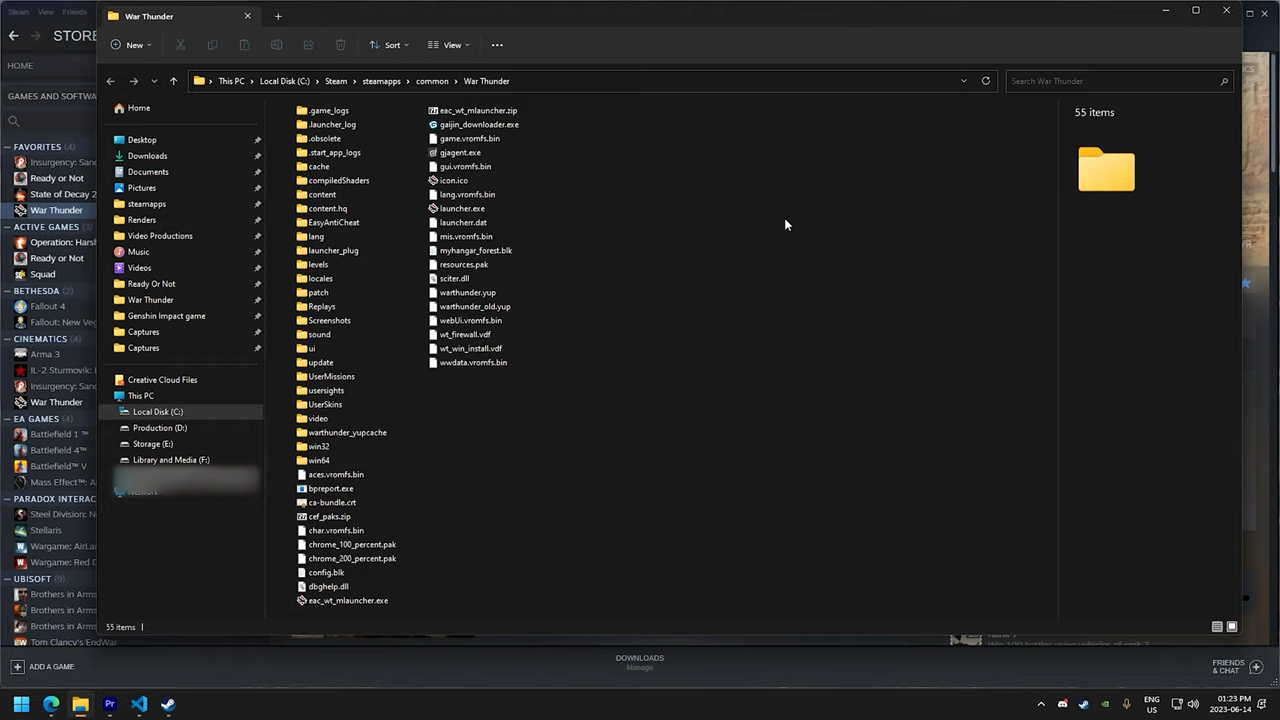 Steam View Friends
STORE
HOME
GAMES AND SOFTWA
FAVORITES (4)
Insurgency: San
Ready or Not
State of Decay 2
War Thunder
ACTIVE GAMES (3)
Operation: Harsh
Ready or Not
Squad
BETHESDA (2)
Fallout 4
Fallout: New Veg
CINEMATICS (4)
Arma 3
IL-2 Sturmovik:
War Thunder
EA GAMES (4)
Battlefield 1 ™
Battlefield 4™
Battlefield™ V
Mass Effect™: An
PARADOX INTERAC
Steel Division: N
Stellaris
Wargame: AirLan
Wargame: Red D
UBISOFT (9)
Brothers in Arms
Brothers in Arms
Brothers in Arms
Tom Clancy's EndWar
War Thunder
New
Sort
View
This PC > Local Disk (C:) > Steam > steamapps > common > War Thunder
Search War Thunder
Home
Desktop
Downloads
Documents
Pictures
steamapps
Renders
Video Productions
Music
Videos
Ready Or Not
War Thunder
Genshin Impact game
Captures
Captures
Creative Cloud Files
This PC
Local Disk (C:)
Production (D:)
Storage (E:)
Library and Media (F:)
Network
.game_logs
.launcher_log
.obsolete
.start_app_logs
cache
compiledShaders
content
content.hq
EasyAntiCheat
lang
launcher_plug
levels
locales
patch
Replays
Screenshots
sound
ui
update
UserMissions
usersights
UserSkins
video
warthunder_yupcache
win32
win64
aces.vromfs.bin
bpreport.exe
ca-bundle.crt
cef_paks.zip
char.vromfs.bin
chrome_100_percent.pak
chrome_200_percent.pak
config.blk
dbghelp.dll
eac_wt_mlauncher.exe
eac_wt_mlauncher.zip
gaijin_downloader.exe
game.vromfs.bin
gjagent.exe
gui.vromfs.bin
icon.ico
lang.vromfs.bin
launcher.exe
launcherr.dat
mis.vromfs.bin
myhangar_forest.blk
resources.pak
sciter.dll
warthunder.yup
warthunder_old.yup
webUi.vromfs.bin
wt_firewall.vdf
wt_win_install.vdf
wwdata.vromfs.bin
55 items
55 items
ADD A GAME
DOWNLOADS
Manage
FRIENDS
& CHAT
ENG
US
01:23 PM
2023-06-14